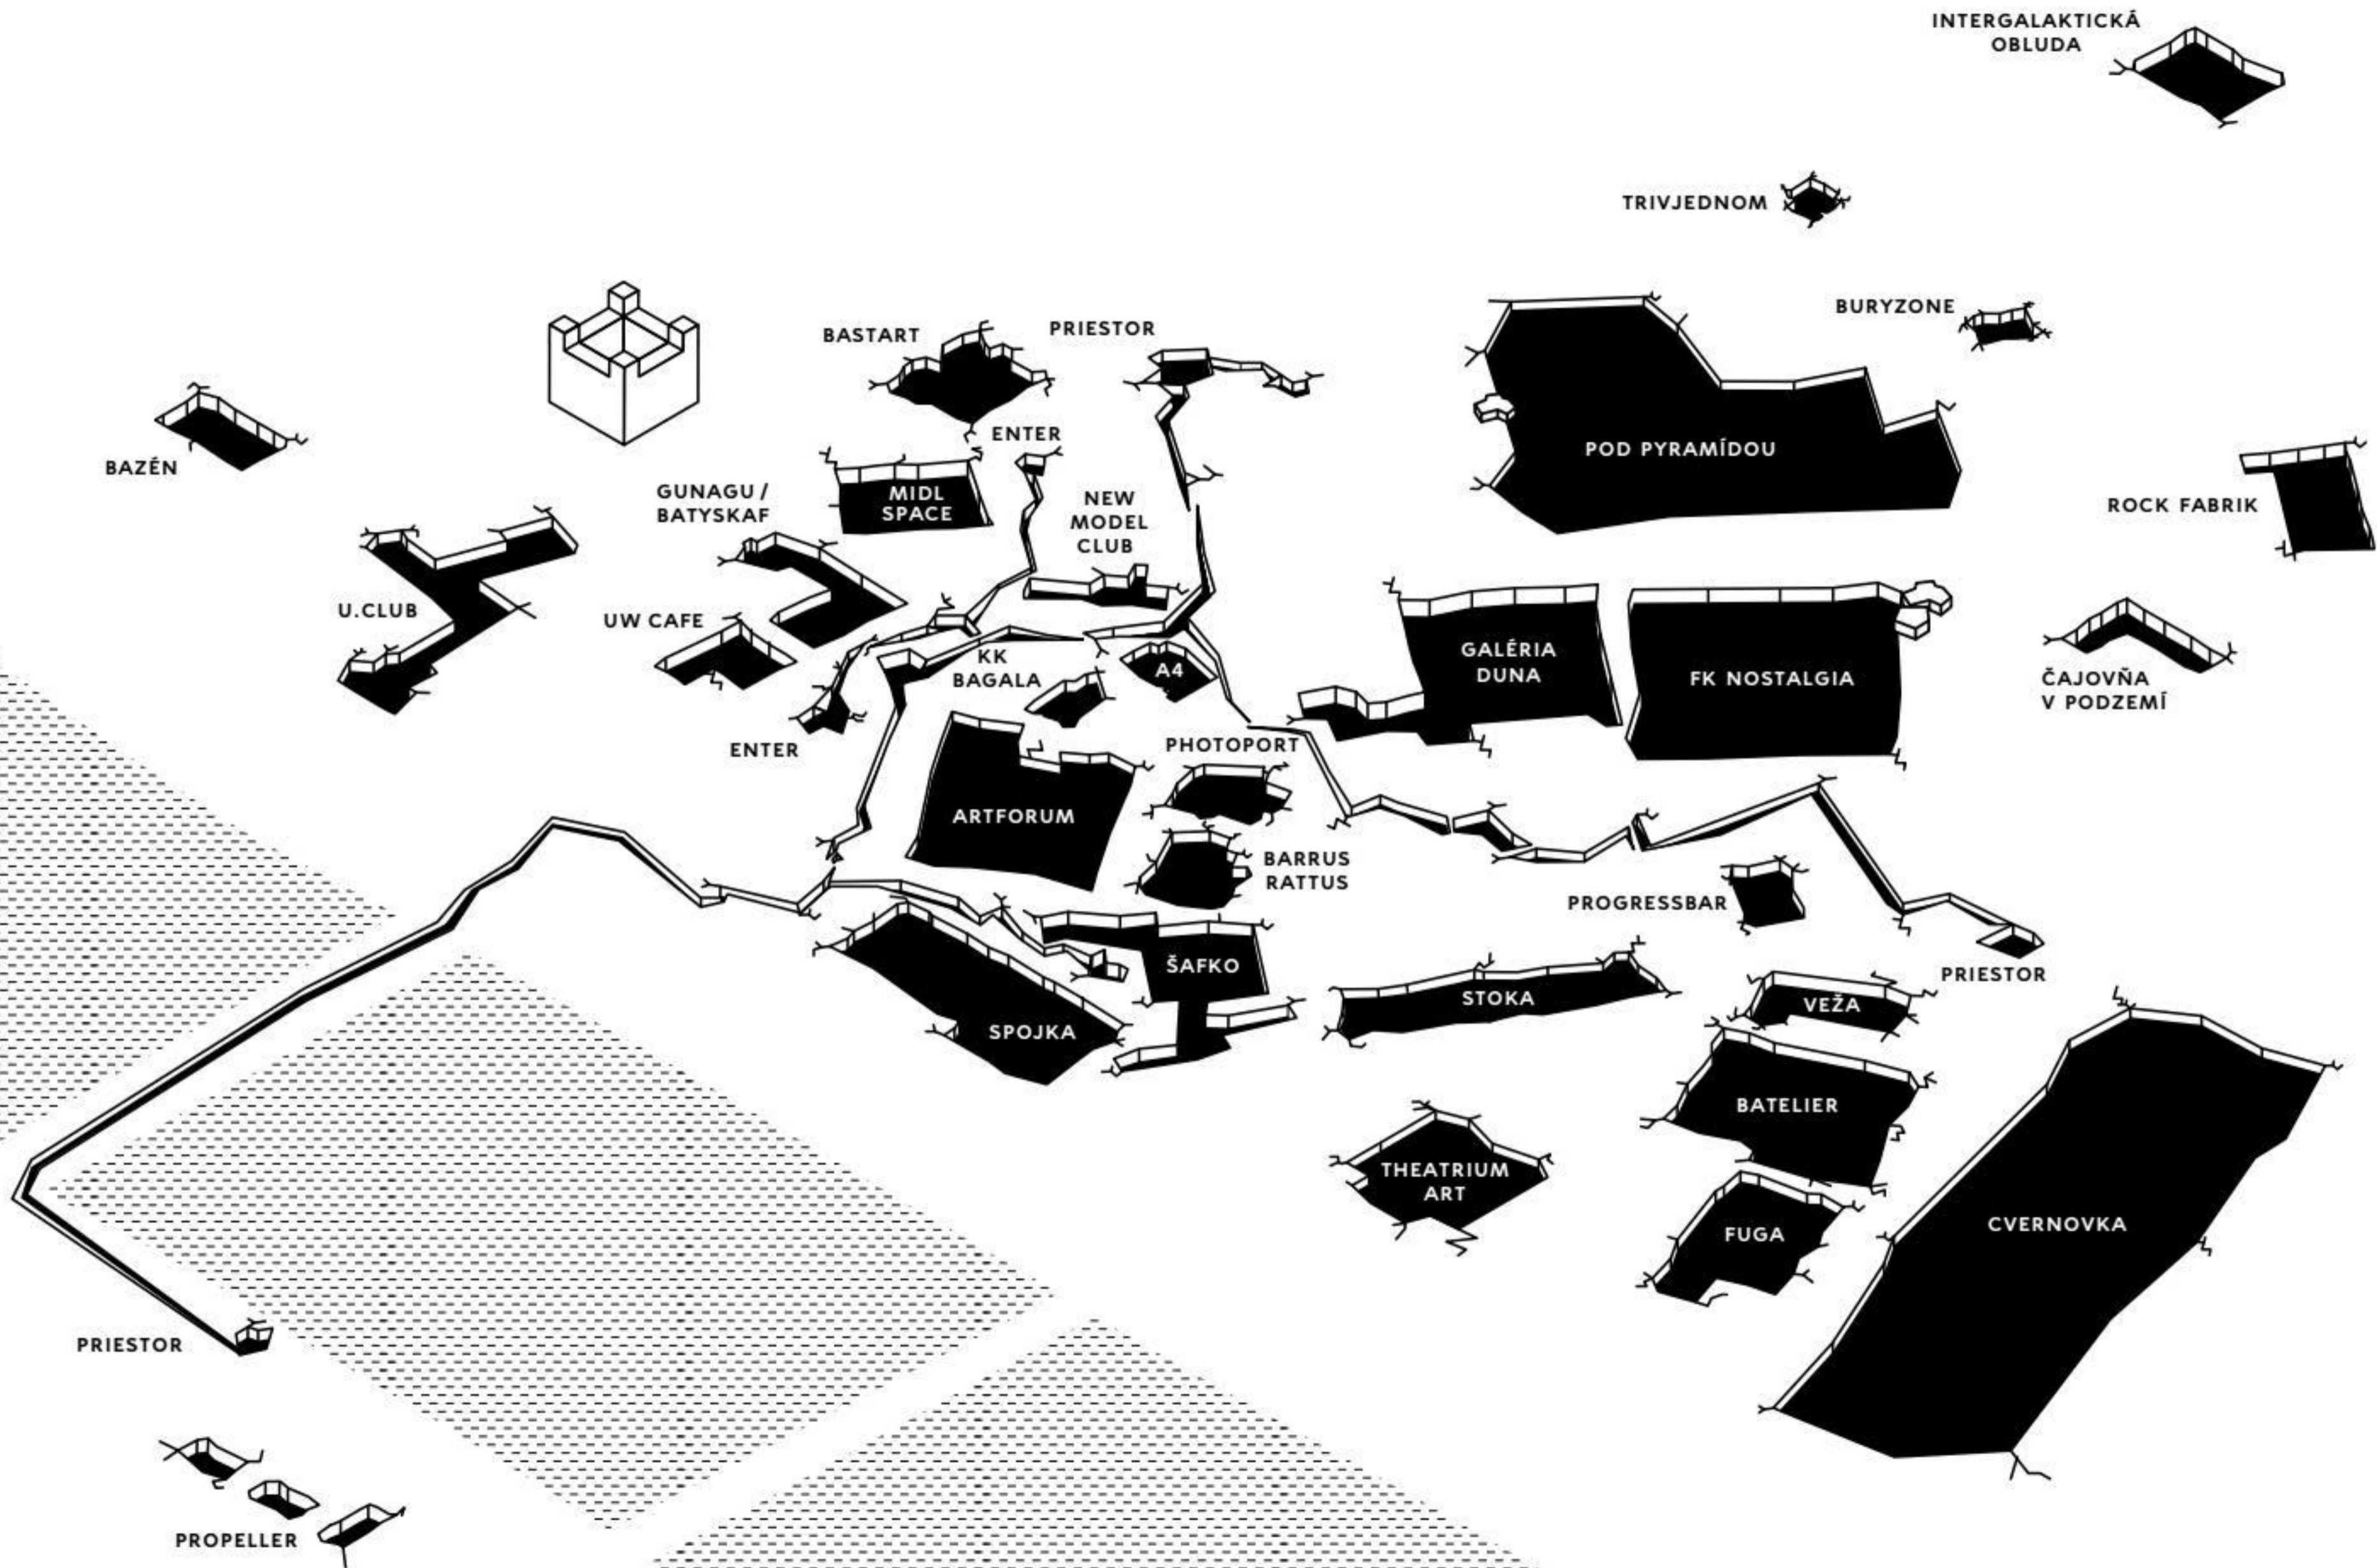 INTERGALAKTICKÁ
OBLUDA
TRIVJEDNOM
BURYZONE
BASTART
PRIESTOR
ENTER
BAZÉN
POD PYRAMÍDOU
GUNAGU /
BATYSKAF
MIDL
SPACE
NEW
MODEL
CLUB
ROCK FABRIK
U.CLUB
UW CAFE
KK
BAGALA
A4
GALÉRIA
DUNA
FK NOSTALGIA
ČAJOVŇA
V PODZEMÍ
ENTER
PHOTOPORT
ARTFORUM
BARRUS
RATTUS
PROGRESSBAR
ŠAFKO
PRIESTOR
STOKA
VEŽA
SPOJKA
BATELIER
THEATRIUM
ART
FUGA
CVERNOVKA
PRIESTOR
PROPELLER